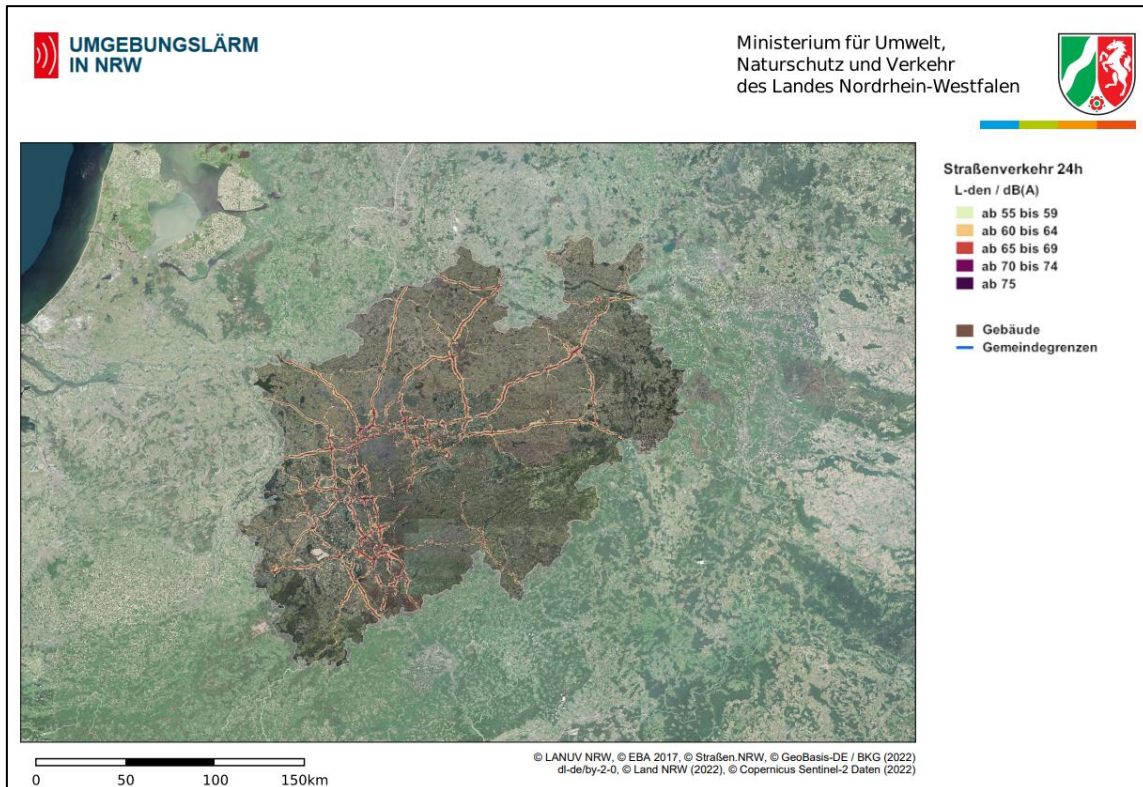 UMGEBUNGSLÄRM
IN NRW
Ministerium für Umwelt,
Naturschutz und Verkehr
des Landes Nordrhein-Westfalen
Straßenverkehr 24h
L-den / dB(A)
ab 55 bis 59
ab 60 bis 64
ab 65 bis 69
ab 70 bis 74
ab 75
Gebäude
Gemeindegrenzen
0 50 100 150km
© LANUV NRW, © EBA 2017, © Straßen.NRW, © GeoBasis-DE / BKG (2022)
dl-de/by-2-0, © Land NRW (2022), © Copernicus Sentinel-2 Daten (2022)